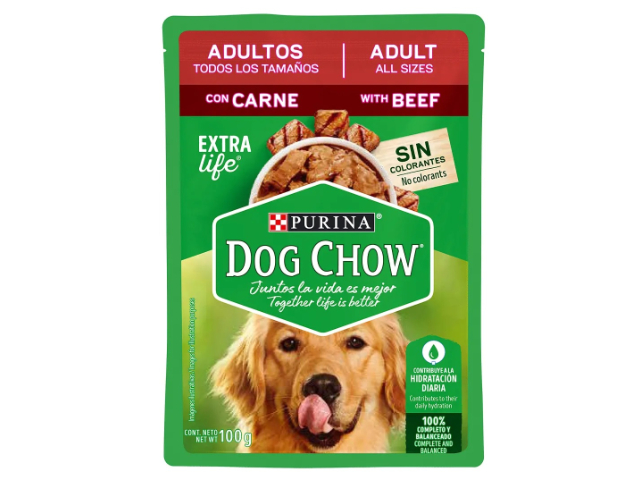 ADULTOS
TODOS LOS TAMAÑOS
ADULT
ALL SIZES
CON CARNE
WITH BEEF
EXTRA
life®
SIN
COLORANTES
No colorants
PURINA®
DOG CHOW®
Juntos la vida es mejor
Together life is better
CONTRIBUYE A LA
HIDRATACIÓN
DIARIA
Contributes to their
daily hydration
100%
COMPLETO Y
BALANCEADO
COMPLETE AND
BALANCED
CONT. NETO
NET WT 100g